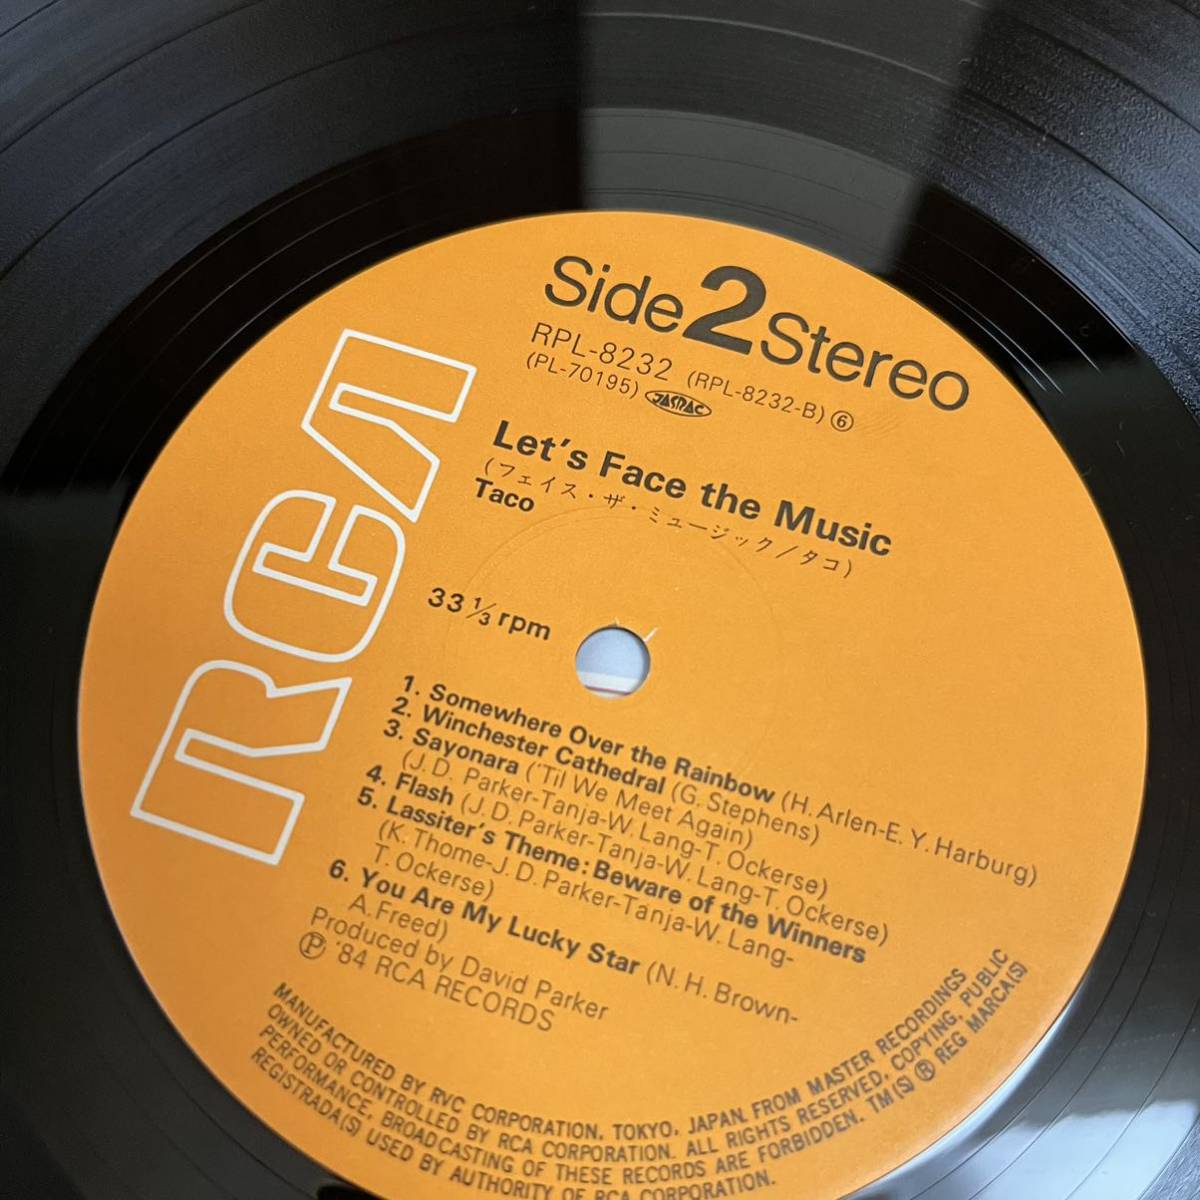 RCA
Side 2 Stereo
RPL-8232 (RPL-8232-B) ⑥
(PL-70195) JASRAC
Let's Face the Music
(フェイス・ザ・ミュージック/タコ)
Taco
33 1/3 rpm
1. Somewhere Over the Rainbow (H. Arlen-E. Y. Harburg)
2. Winchester Cathedral (G. Stephens)
3. Sayonara ('Til We Meet Again)
(J. D. Parker-Tanja-W. Lang-T. Ockerse)
4. Flash (J. D. Parker-Tanja-W. Lang-T. Ockerse)
5. Lassiter's Theme: Beware of the Winners
(K. Thome-J. D. Parker-Tanja-W. Lang-
T. Ockerse)
6. You Are My Lucky Star (N. H. Brown-
A. Freed)
Produced by David Parker
℗ '84 RCA RECORDS
MANUFACTURED BY RVC CORPORATION, TOKYO, JAPAN. FROM MASTER RECORDINGS
OWNED OR CONTROLLED BY RCA CORPORATION. ALL RIGHTS RESERVED, COPYING, PUBLIC
PERFORMANCE, BROADCASTING OF THESE RECORDS ARE FORBIDDEN. TM(S) ® REG MARCA(S)
REGISTRADA(S) USED BY AUTHORITY OF RCA CORPORATION.